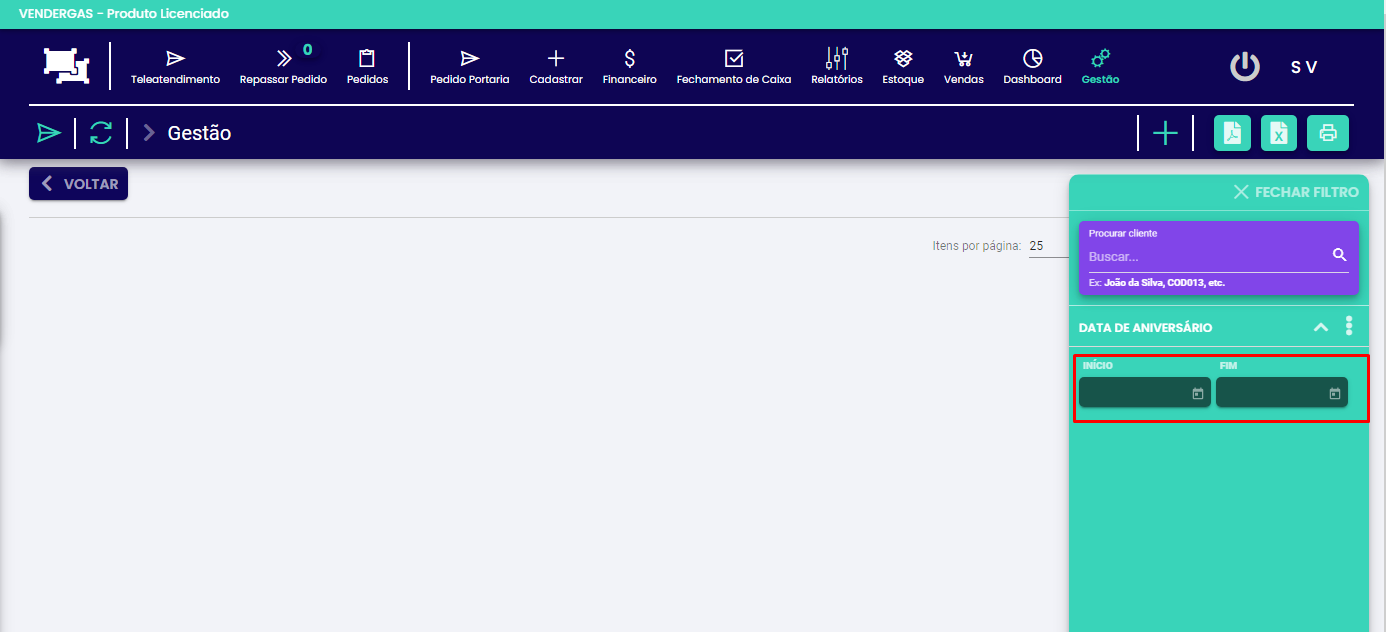 VENDERGAS - Produto Licenciado
0
Teleatendimento Repassar Pedido Pedidos Pedido Portaria Cadastrar Financeiro Fechamento de Caixa Relatórios Estoque Vendas Dashboard Gestão
S V
Gestão
VOLTAR
FECHAR FILTRO
Procurar cliente
Itens por página: 25
Buscar...
Ex: João da Silva, COD013, etc.
DATA DE ANIVERSÁRIO
INÍCIO FIM